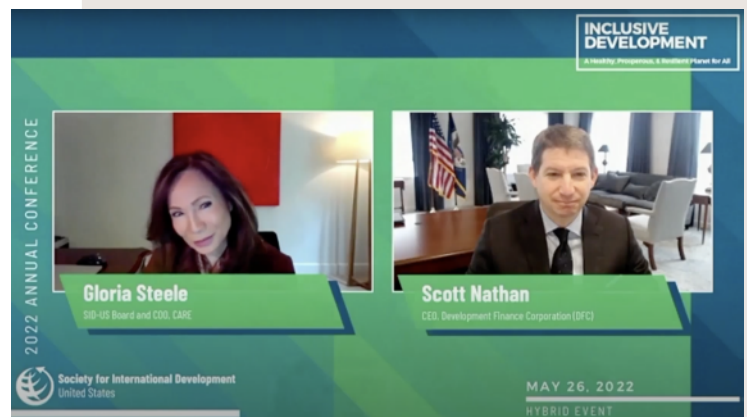 INCLUSIVE
DEVELOPMENT
A Healthy, Prosperous, & Resilient Planet for All
2022 ANNUAL CONFERENCE
Gloria Steele
SID-US Board and COO, CARE
Scott Nathan
CEO, Development Finance Corporation (DFC)
Society for International Development
United States
MAY 26, 2022
HYBRID EVENT